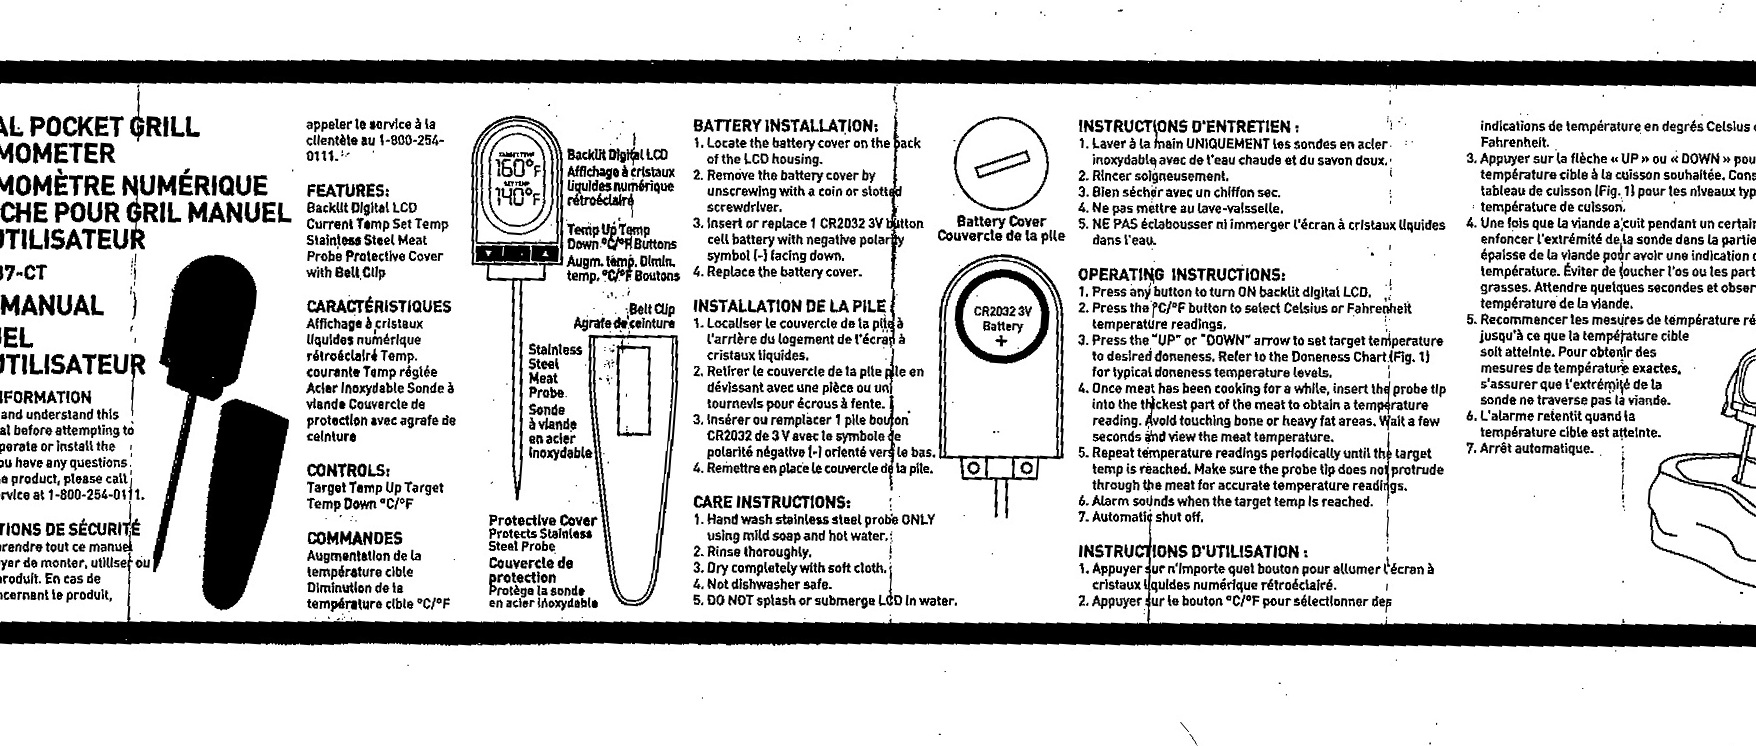 AL POCKET GRILL
MOMETER
MOMÈTRE NUMÉRIQUE
CHE POUR GRIL MANUEL
UTILISATEUR
37-CT
MANUAL
EL
UTILISATEUR
NFORMATION
and understand this
al before attempting to
perate or install the
ou have any questions
e product, please call
rvice at 1-800-254-0111.
TIONS DE SÉCURITÉ
rendre tout ce manuel
yer de monter, utiliser ou
roduit. En cas de
ncernant le produit,
appeler le service à la
clientèle au 1-800-254-
0111.
FEATURES:
Backlit Digital LCD
Current Temp Set Temp
Stainless Steel Meat
Probe Protective Cover
with Belt Clip
CARACTÉRISTIQUES
Affichage à cristaux
liquides numérique
rétroéclairé Temp.
courante Temp réglée
Acier Inoxydable Sonde à
viande Couvercle de
protection avec agrafe de
ceinture
CONTROLS:
Target Temp Up Target
Temp Down °C/°F
COMMANDES
Augmentation de la
température cible
Diminution de la
température cible °C/°F
160°F
140°F
Backlit Digital LCD
Affichage à cristaux
liquides numérique
rétroéclairé
Temp Up Temp
Down °C/°F Buttons
Augm. temp. Dimin.
temp. °C/°F Boutons
Belt Clip
Agrafe de ceinture
Stainless
Steel
Meat
Probe
Sonde
à viande
en acier
inoxydable
Protective Cover
Protects Stainless
Steel Probe
Couvercle de
protection
Protège la sonde
en acier inoxydable
BATTERY INSTALLATION:
1. Locate the battery cover on the back
of the LCD housing.
2. Remove the battery cover by
unscrewing with a coin or slotted
screwdriver.
3. Insert or replace 1 CR2032 3V button
cell battery with negative polarity
symbol (-) facing down.
4. Replace the battery cover.
INSTALLATION DE LA PILE
1. Localiser le couvercle de la pile à
l'arrière du logement de l'écran à
cristaux liquides.
2. Retirer le couvercle de la pile pile en
dévissant avec une pièce ou un
tournevis pour écrous à fente.
3. Insérer ou remplacer 1 pile bouton
CR2032 de 3 V avec le symbole de
polarité négative (-) orienté vers le bas.
4. Remettre en place le couvercle de la pile.
CARE INSTRUCTIONS:
1. Hand wash stainless steel probe ONLY
using mild soap and hot water.
2. Rinse thoroughly.
3. Dry completely with soft cloth.
4. Not dishwasher safe.
5. DO NOT splash or submerge LCD in water.
Battery Cover
Couvercle de la pile
CR2032 3V
Battery
+
INSTRUCTIONS D'ENTRETIEN :
1. Laver à la main UNIQUEMENT les sondes en acier
inoxydable avec de l'eau chaude et du savon doux.
2. Rincer soigneusement.
3. Bien sécher avec un chiffon sec.
4. Ne pas mettre au lave-vaisselle.
5. NE PAS éclabousser ni immerger l'écran à cristaux liquides
dans l'eau.
OPERATING INSTRUCTIONS:
1. Press any button to turn ON backlit digital LCD.
2. Press the °C/°F button to select Celsius or Fahrenheit
temperature readings.
3. Press the "UP" or "DOWN" arrow to set target temperature
to desired doneness. Refer to the Doneness Chart (Fig. 1)
for typical doneness temperature levels.
4. Once meat has been cooking for a while, insert the probe tip
into the thickest part of the meat to obtain a temperature
reading. Avoid touching bone or heavy fat areas. Wait a few
seconds and view the meat temperature.
5. Repeat temperature readings periodically until the target
temp is reached. Make sure the probe tip does not protrude
through the meat for accurate temperature readings.
6. Alarm sounds when the target temp is reached.
7. Automatic shut off.
INSTRUCTIONS D'UTILISATION :
1. Appuyer sur n'importe quel bouton pour allumer l'écran à
cristaux liquides numérique rétroéclairé.
2. Appuyer sur le bouton °C/°F pour sélectionner des
indications de température en degrés Celsius
Fahrenheit.
3. Appuyer sur la flèche « UP » ou « DOWN » pou
température cible à la cuisson souhaitée. Cons
tableau de cuisson (Fig. 1) pour les niveaux typ
température de cuisson.
4. Une fois que la viande a cuit pendant un certain
enfoncer l'extrémité de la sonde dans la partie
épaisse de la viande pour avoir une indication
température. Éviter de toucher l'os ou les part
grasses. Attendre quelques secondes et obser
température de la viande.
5. Recommencer les mesures de température ré
jusqu'à ce que la température cible
soit atteinte. Pour obtenir des
mesures de température exactes,
s'assurer que l'extrémité de la
sonde ne traverse pas la viande.
6. L'alarme retentit quand la
température cible est atteinte.
7. Arrêt automatique.